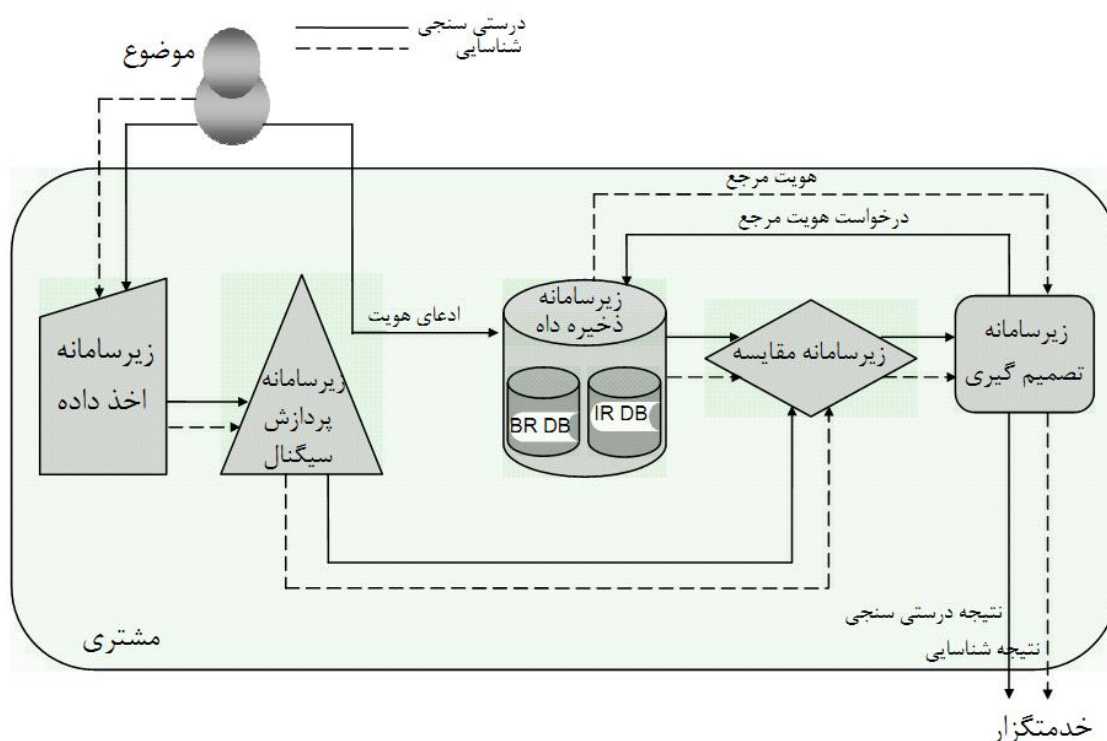 درستی سنجی
شناسایی
موضوع
هویت مرجع
درخواست هویت مرجع
ادعای هویت
زیرسامانه
اخذ داده
زیرسامانه
پردازش
سیگنال
زیرسامانه
ذخیره داه
BR DB
IR DB
زیرسامانه مقایسه
زیرسامانه
تصمیم گیری
نتیجه درستی سنجی
نتیجه شناسایی
مشتری
خدمتگزار